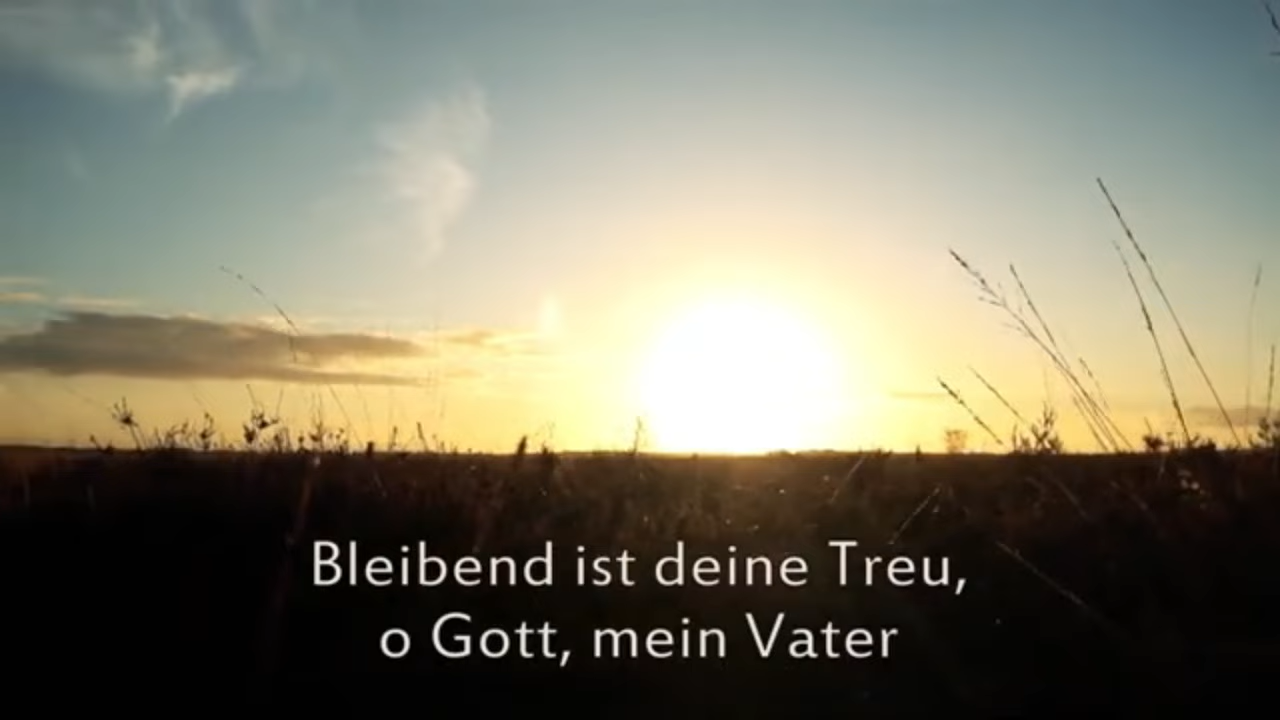 Bleibend ist deine Treu,
o Gott, mein Vater